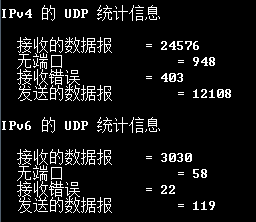 IPv4 的 UDP 统计信息
接收的数据报 = 24576
无端口 = 948
接收错误 = 403
发送的数据报 = 12108
IPv6 的 UDP 统计信息
接收的数据报 = 3030
无端口 = 58
接收错误 = 22
发送的数据报 = 119